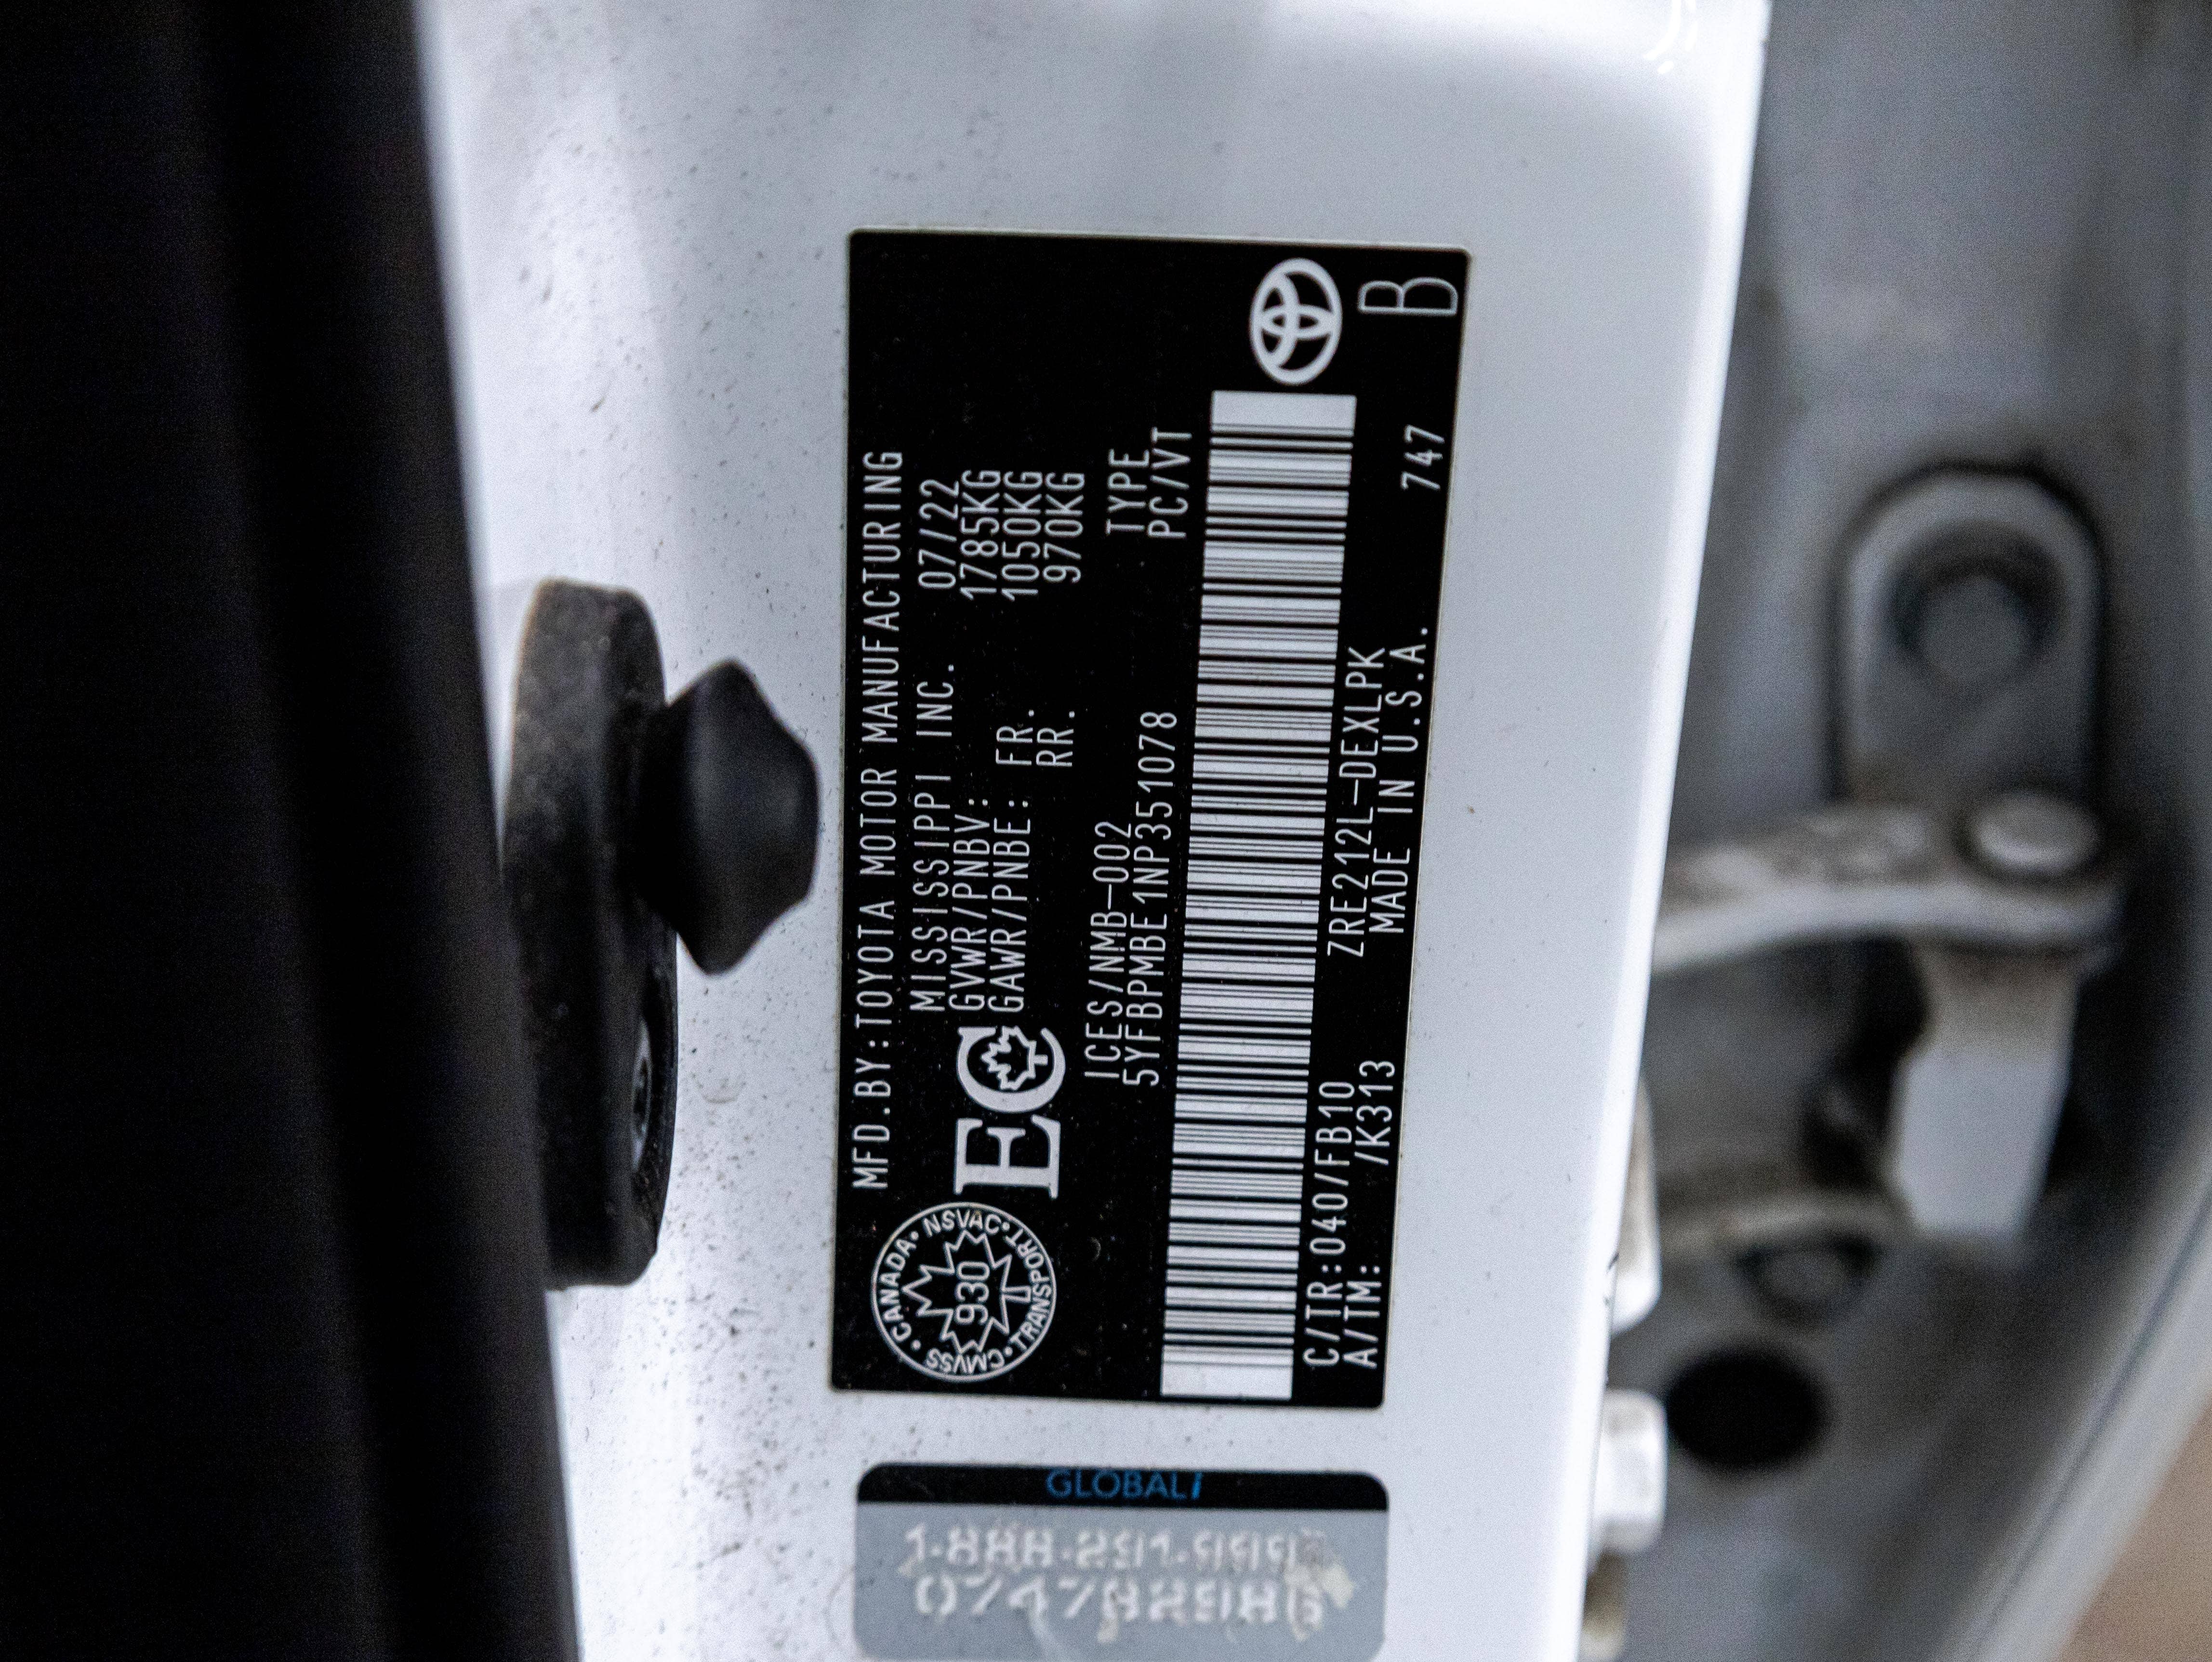 MFD.BY:TOYOTA MOTOR MANUFACTURING
MISSISSIPPI INC. 07/22
GVWR/PNBV: 1785KG
GAWR/PNBE: FR. 1050KG
RR. 970KG
CANADA • NSVAC • TRANSPORT • CMVSS •
930
EC
ICES/NMB-002 TYPE
5YFBPMBE1NP351078 PC/VT
C/TR:040/FB10 ZRE212L-DEXLPK
A/TM: /K313 MADE IN U.S.A. 747 B
GLOBALi